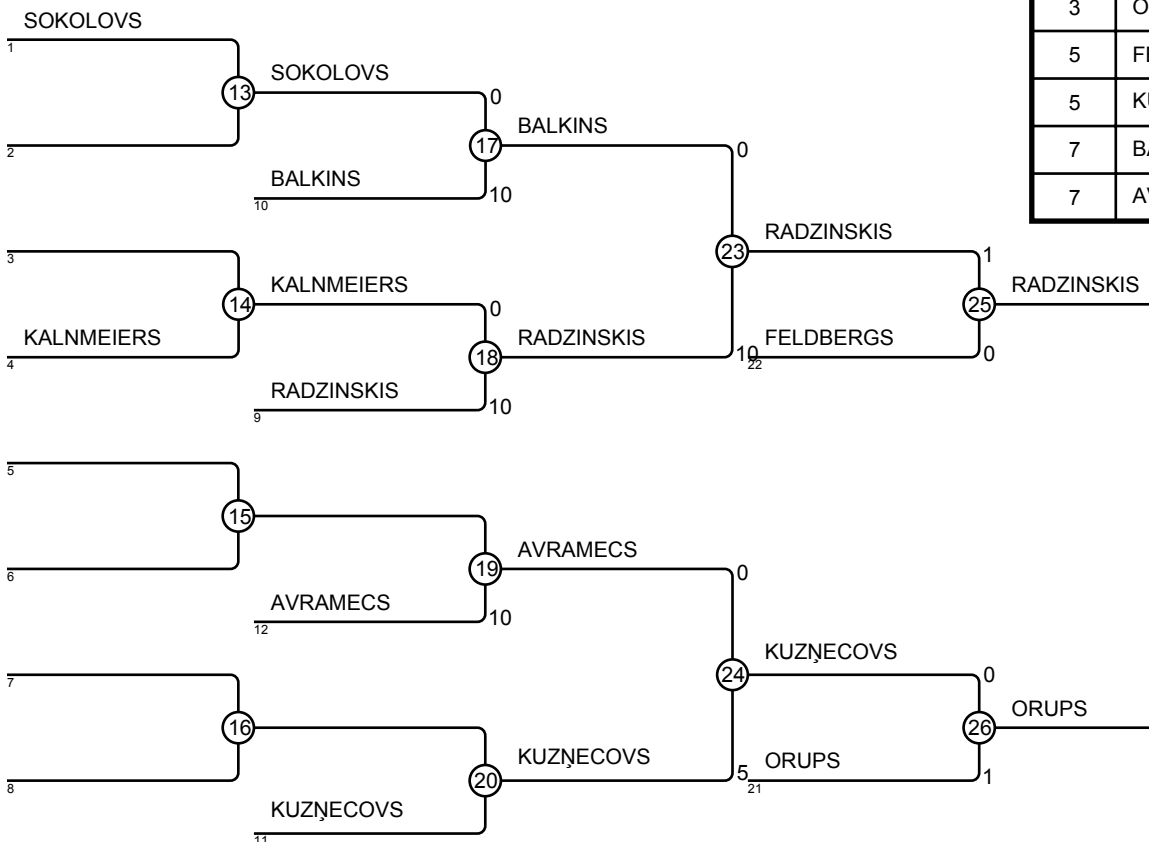 SOKOLOVS
3
1
13
SOKOLOVS
0
5
2
BALKINS
0
17
5
BALKINS
10
10
7
7
3
14
KALNMEIERS
0
23
RADZINSKIS
1
KALNMEIERS
4
18
RADZINSKIS
10
22
FELDBERGS
0
25
RADZINSKIS
RADZINSKIS
9
10
5
15
6
19
AVRAMECS
0
AVRAMECS
12
10
7
24
KUZŅECOVS
0
16
26
ORUPS
8
20
KUZŅECOVS
5
21
ORUPS
1
KUZŅECOVS
11